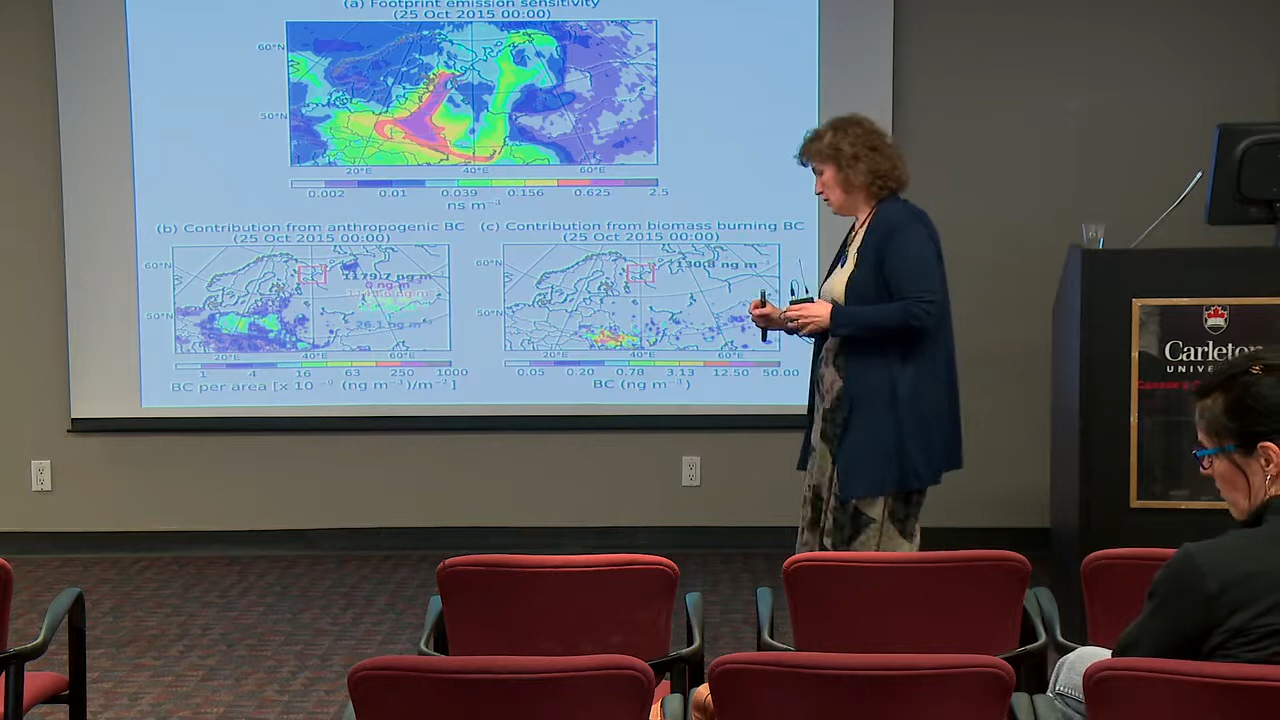 (a) Footprint emission sensitivity
(25 Oct 2015 00:00)
60°N
50°N
20°E 40°E 60°E
0.002 0.01 0.039 0.156 0.625 2.5
ns m⁻³
(b) Contribution from anthropogenic BC
(25 Oct 2015 00:00)
60°N
1179.7 ng m
0 ng m
26.1 ng m
50°N
20°E 40°E 60°E
1 4 16 63 250 1000
BC per area [x 10 (ng m⁻³)/m⁻²]
(c) Contribution from biomass burning BC
(25 Oct 2015 00:00)
60°N
130.8 ng m
50°N
20°E 40°E 60°E
0.05 0.20 0.78 3.13 12.50 50.00
BC (ng m⁻³)
Carleton
UNIVER